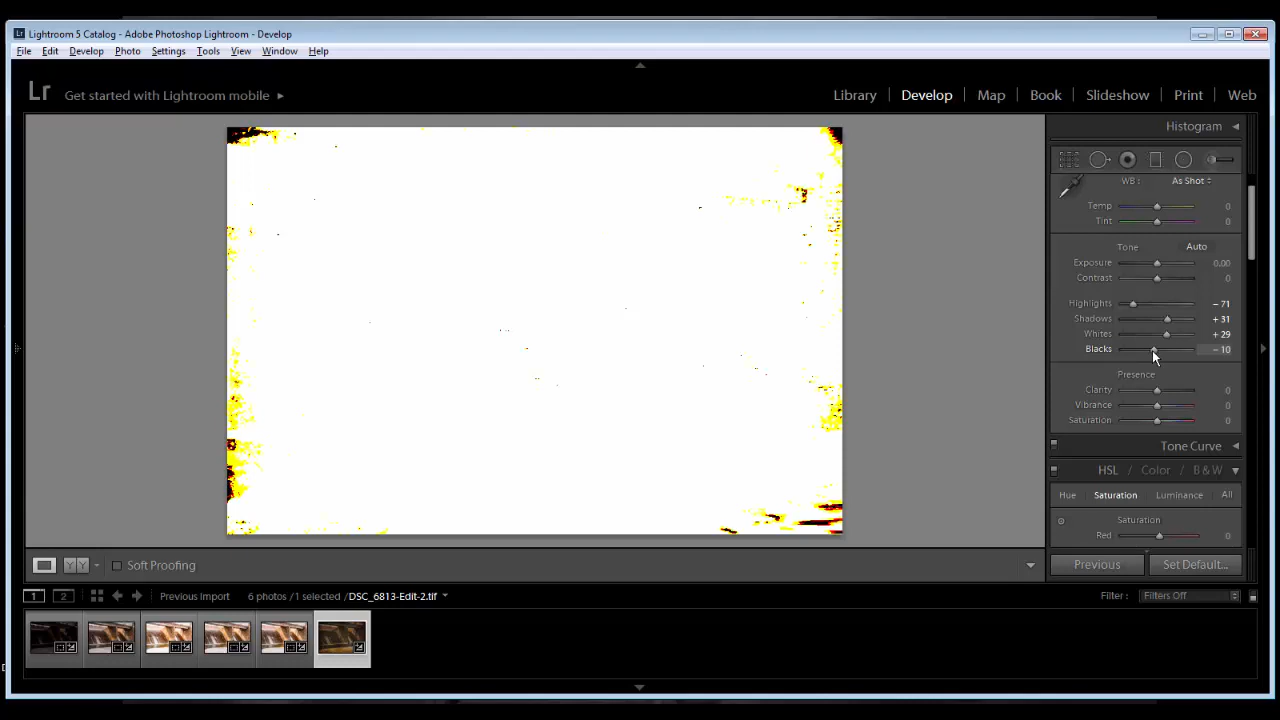 Lr Lightroom 5 Catalog - Adobe Photoshop Lightroom - Develop
File Edit Develop Photo Settings Tools View Window Help
Lr Get started with Lightroom mobile
Library Develop Map Book Slideshow Print Web
Histogram
WB: As Shot
Temp 0
Tint 0
Tone Auto
Exposure 0.00
Contrast 0
Highlights – 71
Shadows + 31
Whites + 29
Blacks – 10
Presence
Clarity 0
Vibrance 0
Saturation 0
Tone Curve
HSL / Color / B & W
Hue Saturation Luminance All
Saturation
Red 0
Y Y Soft Proofing
Previous Set Default...
1 2 Previous Import 6 photos / 1 selected / DSC_6813-Edit-2.tif Filter : Filters Off